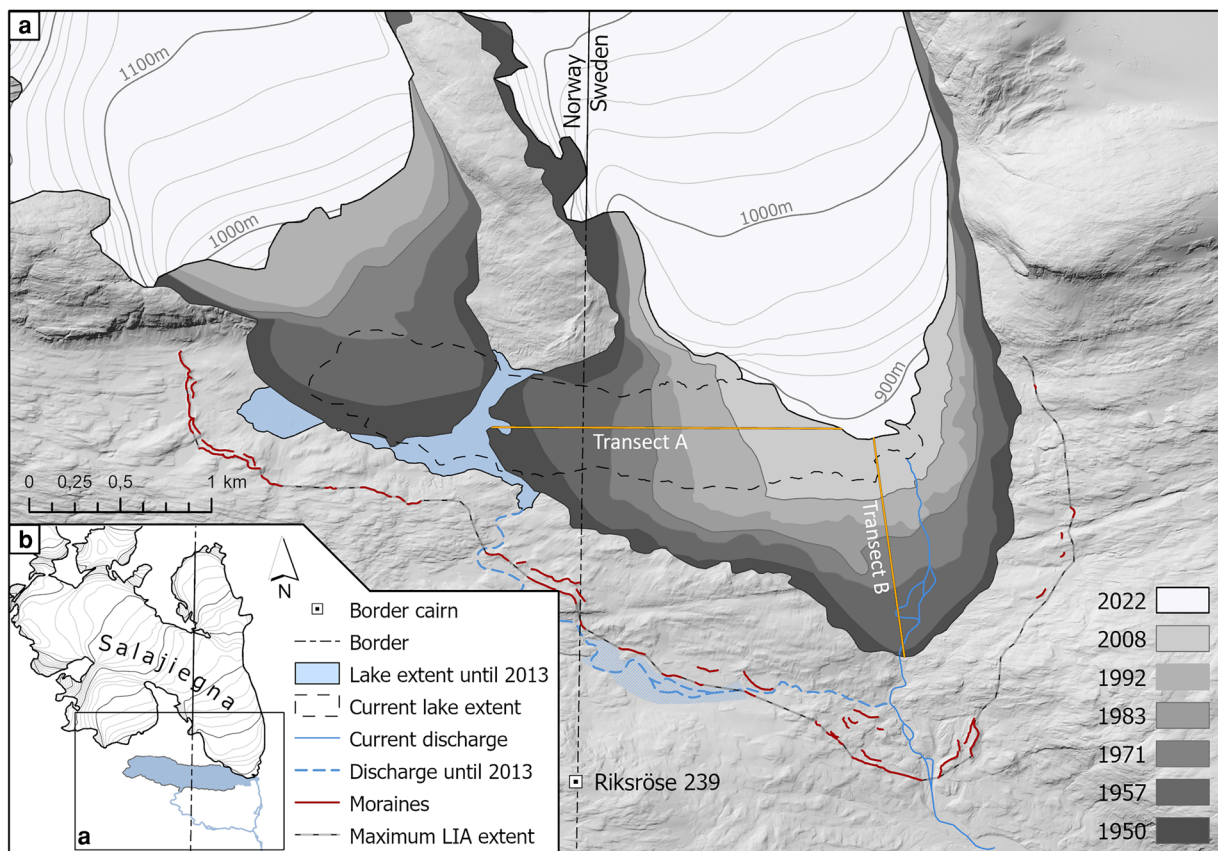 a
1100m
Norway
Sweden
1000m
1000m
900m
Transect A
Transect B
0 0,25 0,5 1 km
b
N
Salajiegna
a
Border cairn
Border
Lake extent until 2013
Current lake extent
Current discharge
Discharge until 2013
Moraines
Maximum LIA extent
Riksröse 239
2022
2008
1992
1983
1971
1957
1950